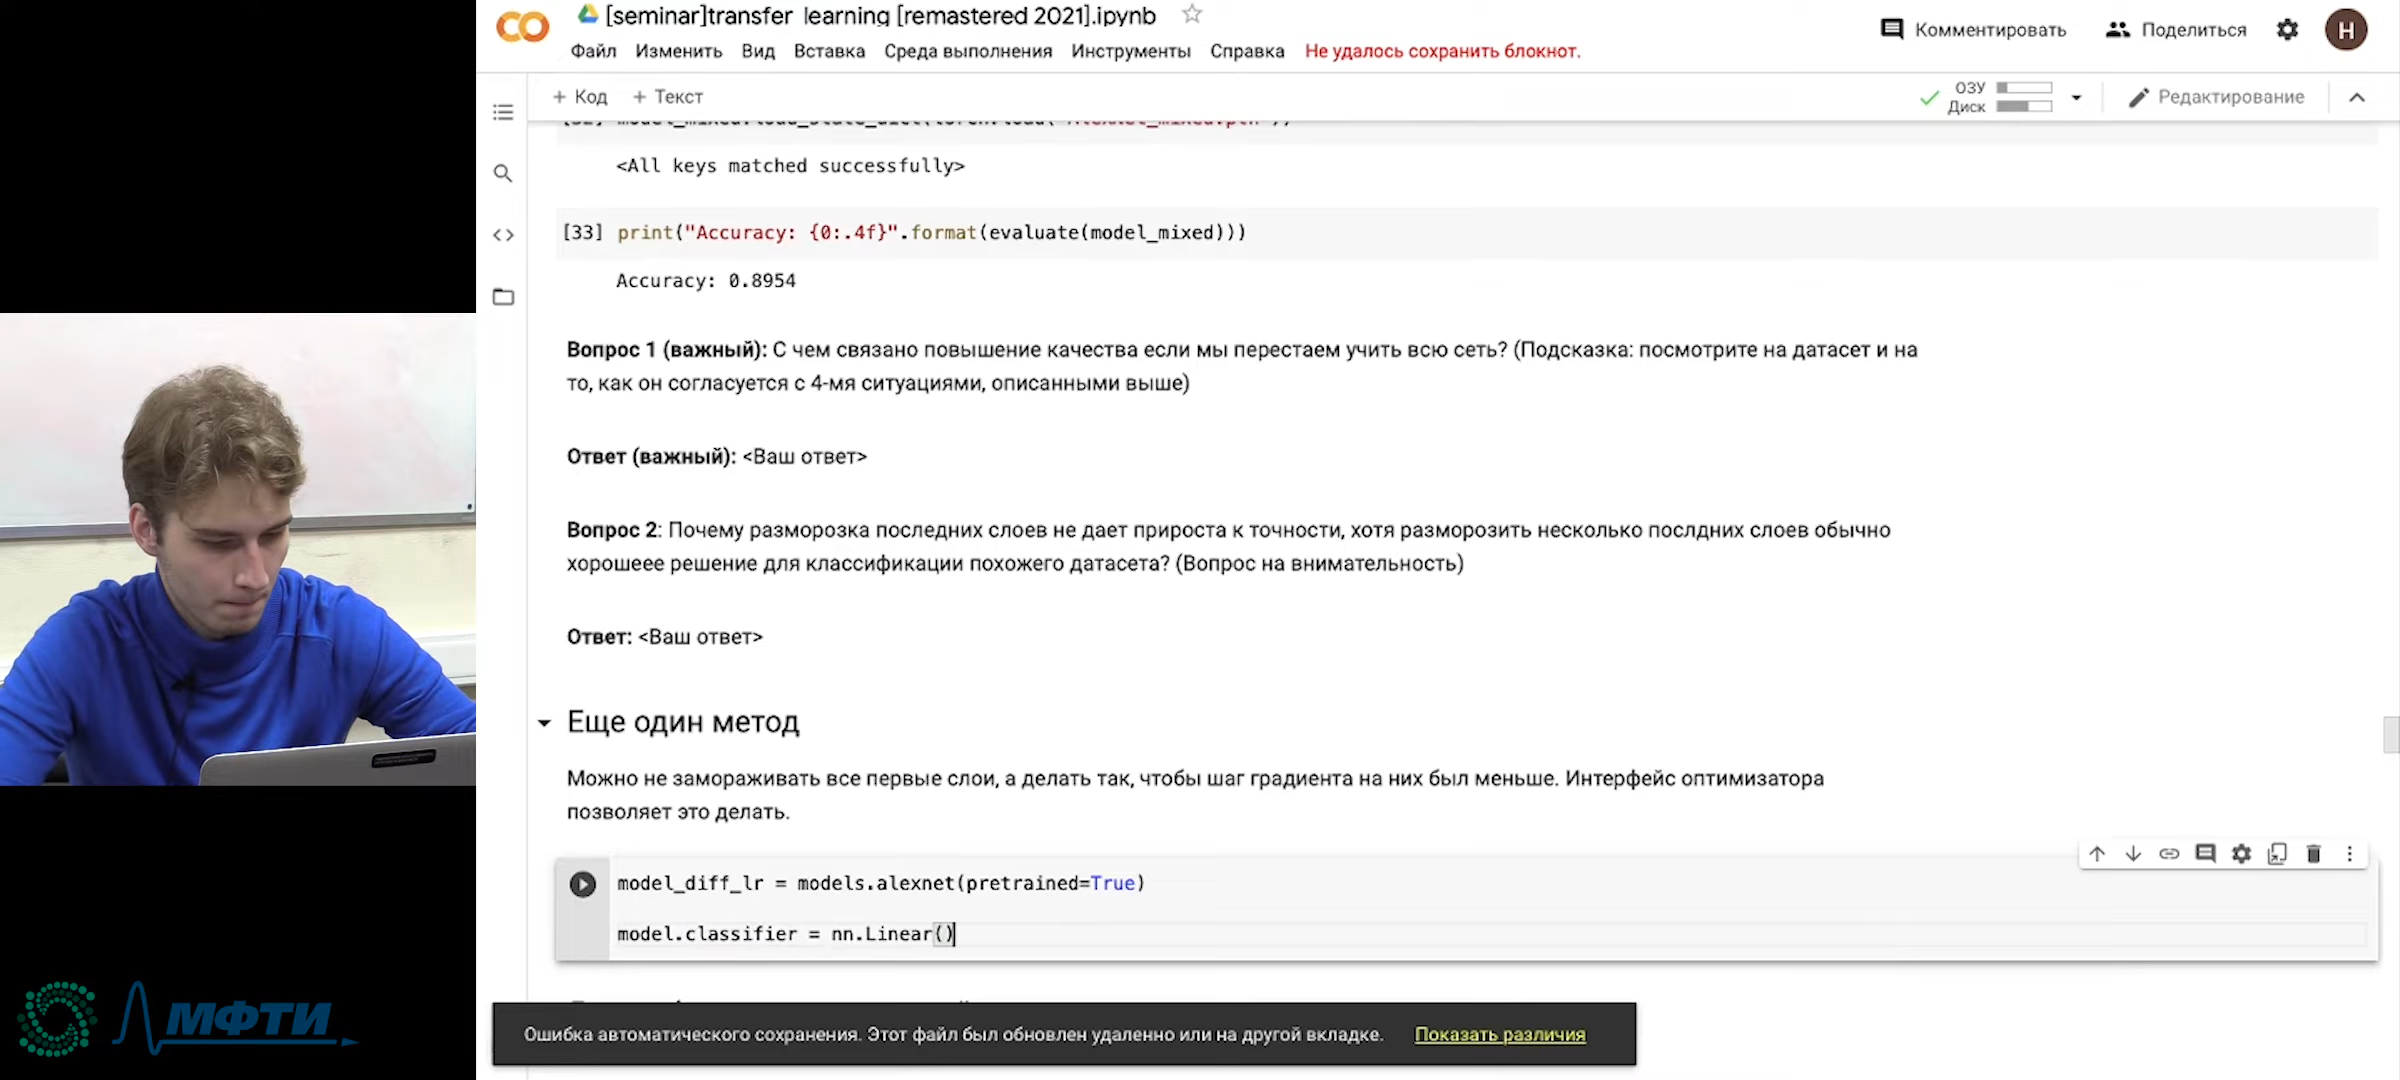 [seminar]transfer learning [remastered 2021].ipynb
Комментировать
Поделиться
Н
Файл Изменить Вид Вставка Среда выполнения Инструменты Справка Не удалось сохранить блокнот.
+ Код + Текст
ОЗУ
Диск
Редактирование
<All keys matched successfully>
[33] print("Accuracy: {0:.4f}".format(evaluate(model_mixed)))
Accuracy: 0.8954
Вопрос 1 (важный): С чем связано повышение качества если мы перестаем учить всю сеть? (Подсказка: посмотрите на датасет и на
то, как он согласуется с 4-мя ситуациями, описанными выше)
Ответ (важный): <Ваш ответ>
Вопрос 2: Почему разморозка последних слоев не дает прироста к точности, хотя разморозить несколько послдних слоев обычно
хорошеее решение для классификации похожего датасета? (Вопрос на внимательность)
Ответ: <Ваш ответ>
Еще один метод
Можно не замораживать все первые слои, а делать так, чтобы шаг градиента на них был меньше. Интерфейс оптимизатора
позволяет это делать.
model_diff_lr = models.alexnet(pretrained=True)
model.classifier = nn.Linear()
Ошибка автоматического сохранения. Этот файл был обновлен удаленно или на другой вкладке. Показать различия
МФТИ